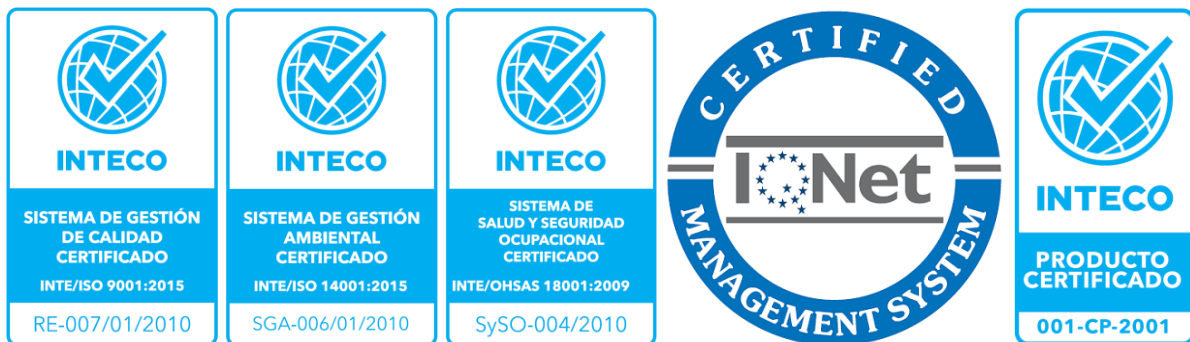 INTECO
SISTEMA DE GESTIÓN
DE CALIDAD
CERTIFICADO
INTE/ISO 9001:2015
RE-007/01/2010
INTECO
SISTEMA DE GESTIÓN
AMBIENTAL
CERTIFICADO
INTE/ISO 14001:2015
SGA-006/01/2010
INTECO
SISTEMA DE
SALUD Y SEGURIDAD
OCUPACIONAL
CERTIFICADO
INTE/OHSAS 18001:2009
SySO-004/2010
CERTIFIED
IQNet
MANAGEMENT SYSTEM
INTECO
PRODUCTO
CERTIFICADO
001-CP-2001